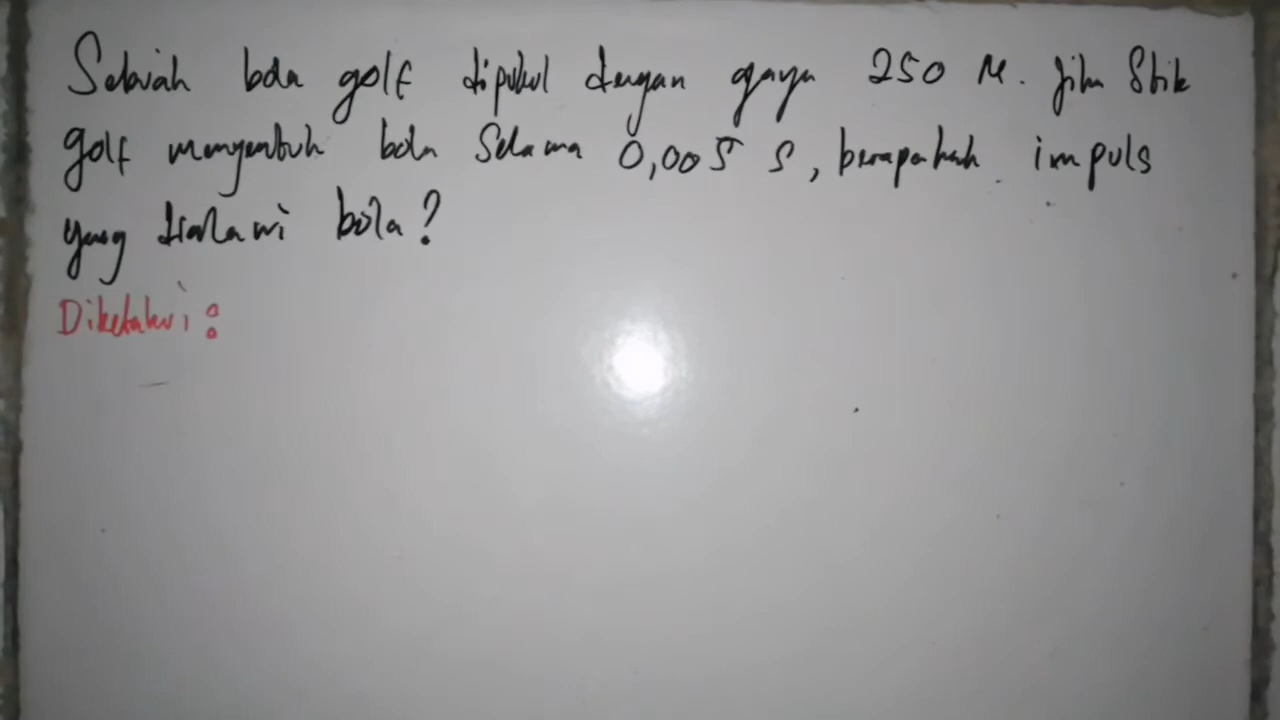 Sebuah bola golf dipukul dengan gaya 250 N. Jika Stik
golf menyentuh bola Selama 0,005 s, berapakah impuls
yang dialami bola?
Diketahui :